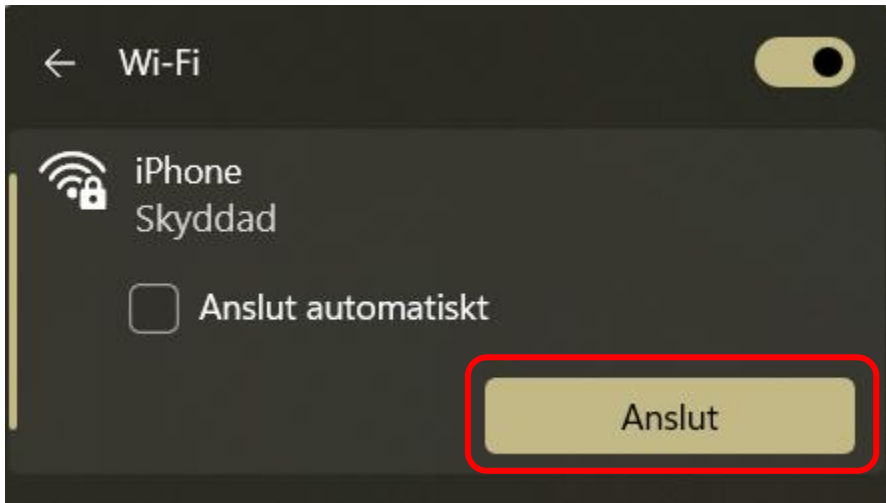 Wi-Fi
iPhone
Skyddad
Anslut automatiskt
Anslut